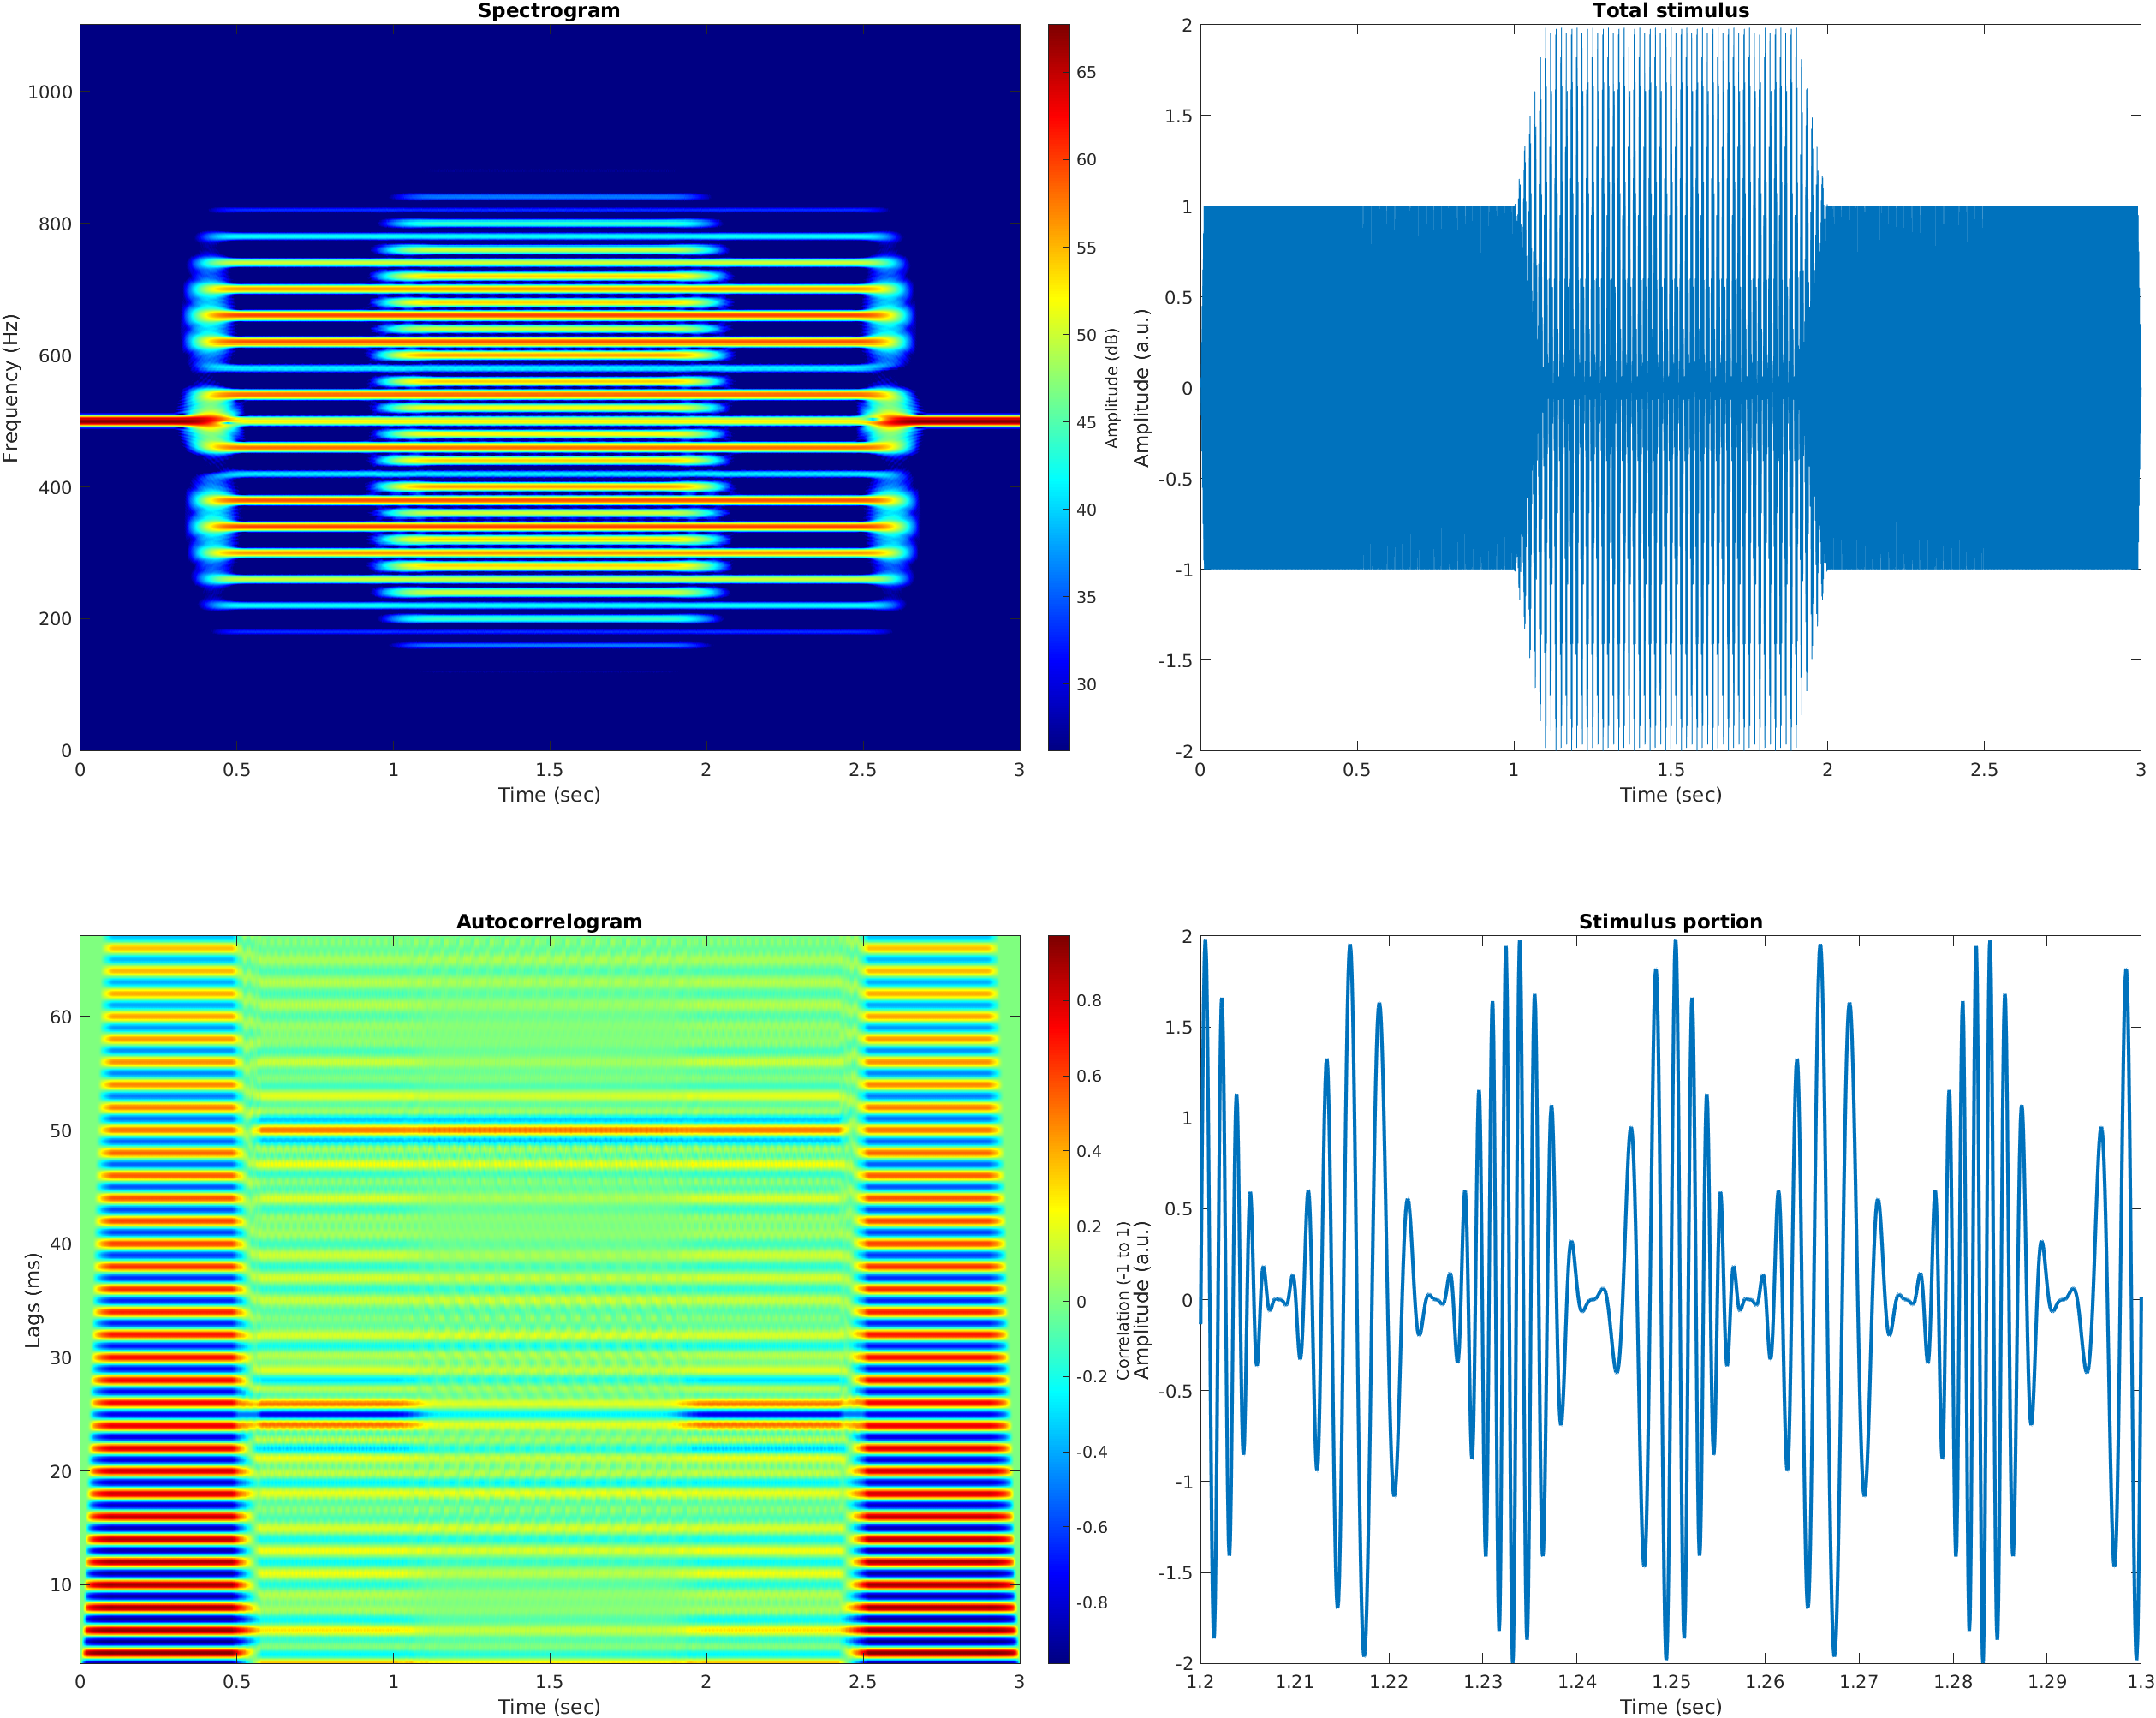 Spectrogram
1000
800
600
400
200
0
Frequency (Hz)
0 0.5 1 1.5 2 2.5 3
Time (sec)
65
60
55
50
45
40
35
30
Amplitude (dB)
Total stimulus
2
1.5
1
0.5
0
-0.5
-1
-1.5
-2
Amplitude (a.u.)
0 0.5 1 1.5 2 2.5 3
Time (sec)
Autocorrelogram
60
50
40
30
20
10
Lags (ms)
0 0.5 1 1.5 2 2.5 3
Time (sec)
0.8
0.6
0.4
0.2
0
-0.2
-0.4
-0.6
-0.8
Correlation (-1 to 1)
Stimulus portion
2
1.5
1
0.5
0
-0.5
-1
-1.5
-2
Amplitude (a.u.)
1.2 1.21 1.22 1.23 1.24 1.25 1.26 1.27 1.28 1.29 1.3
Time (sec)